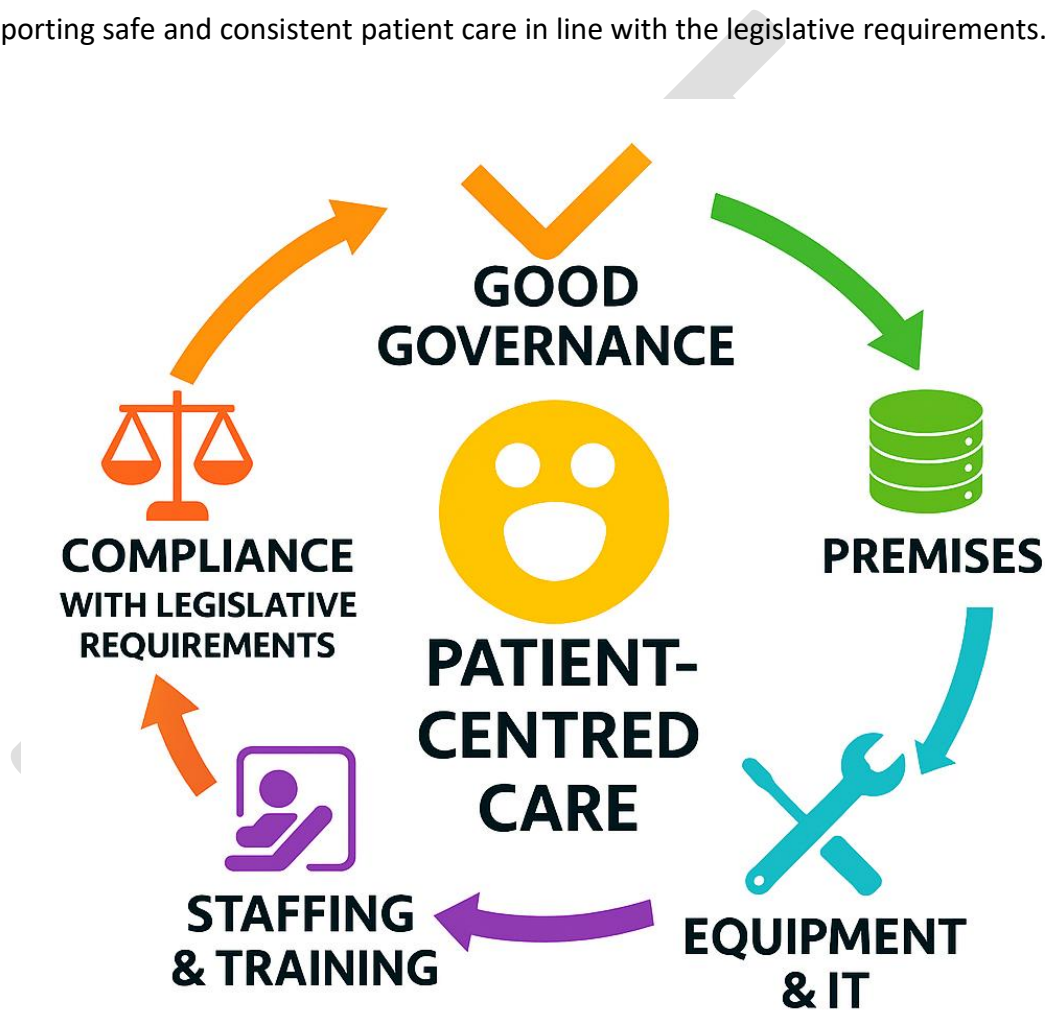 porting safe and consistent patient care in line with the legislative requirements.
GOOD
GOVERNANCE
PREMISES
EQUIPMENT
& IT
STAFFING
& TRAINING
COMPLIANCE
WITH LEGISLATIVE
REQUIREMENTS
PATIENT-
CENTRED
CARE